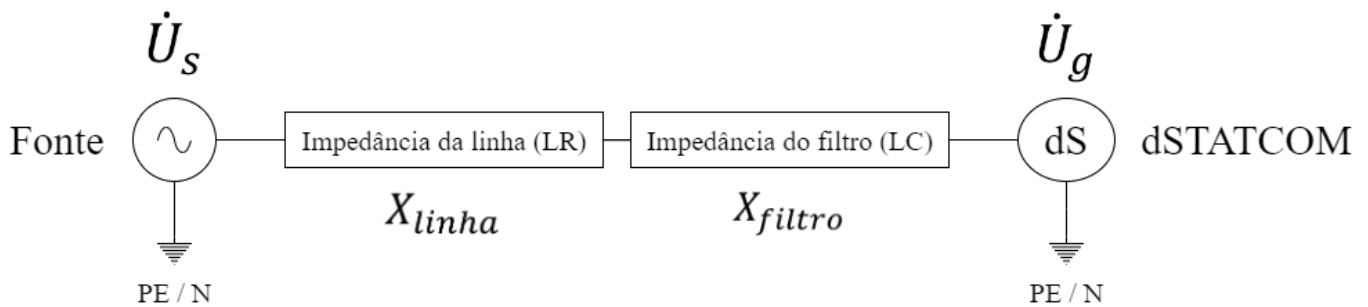 U̇ₛ
U̇g
Fonte
Impedância da linha (LR)
Impedância do filtro (LC)
dS
dSTATCOM
Xlinha
Xfiltro
PE / N
PE / N